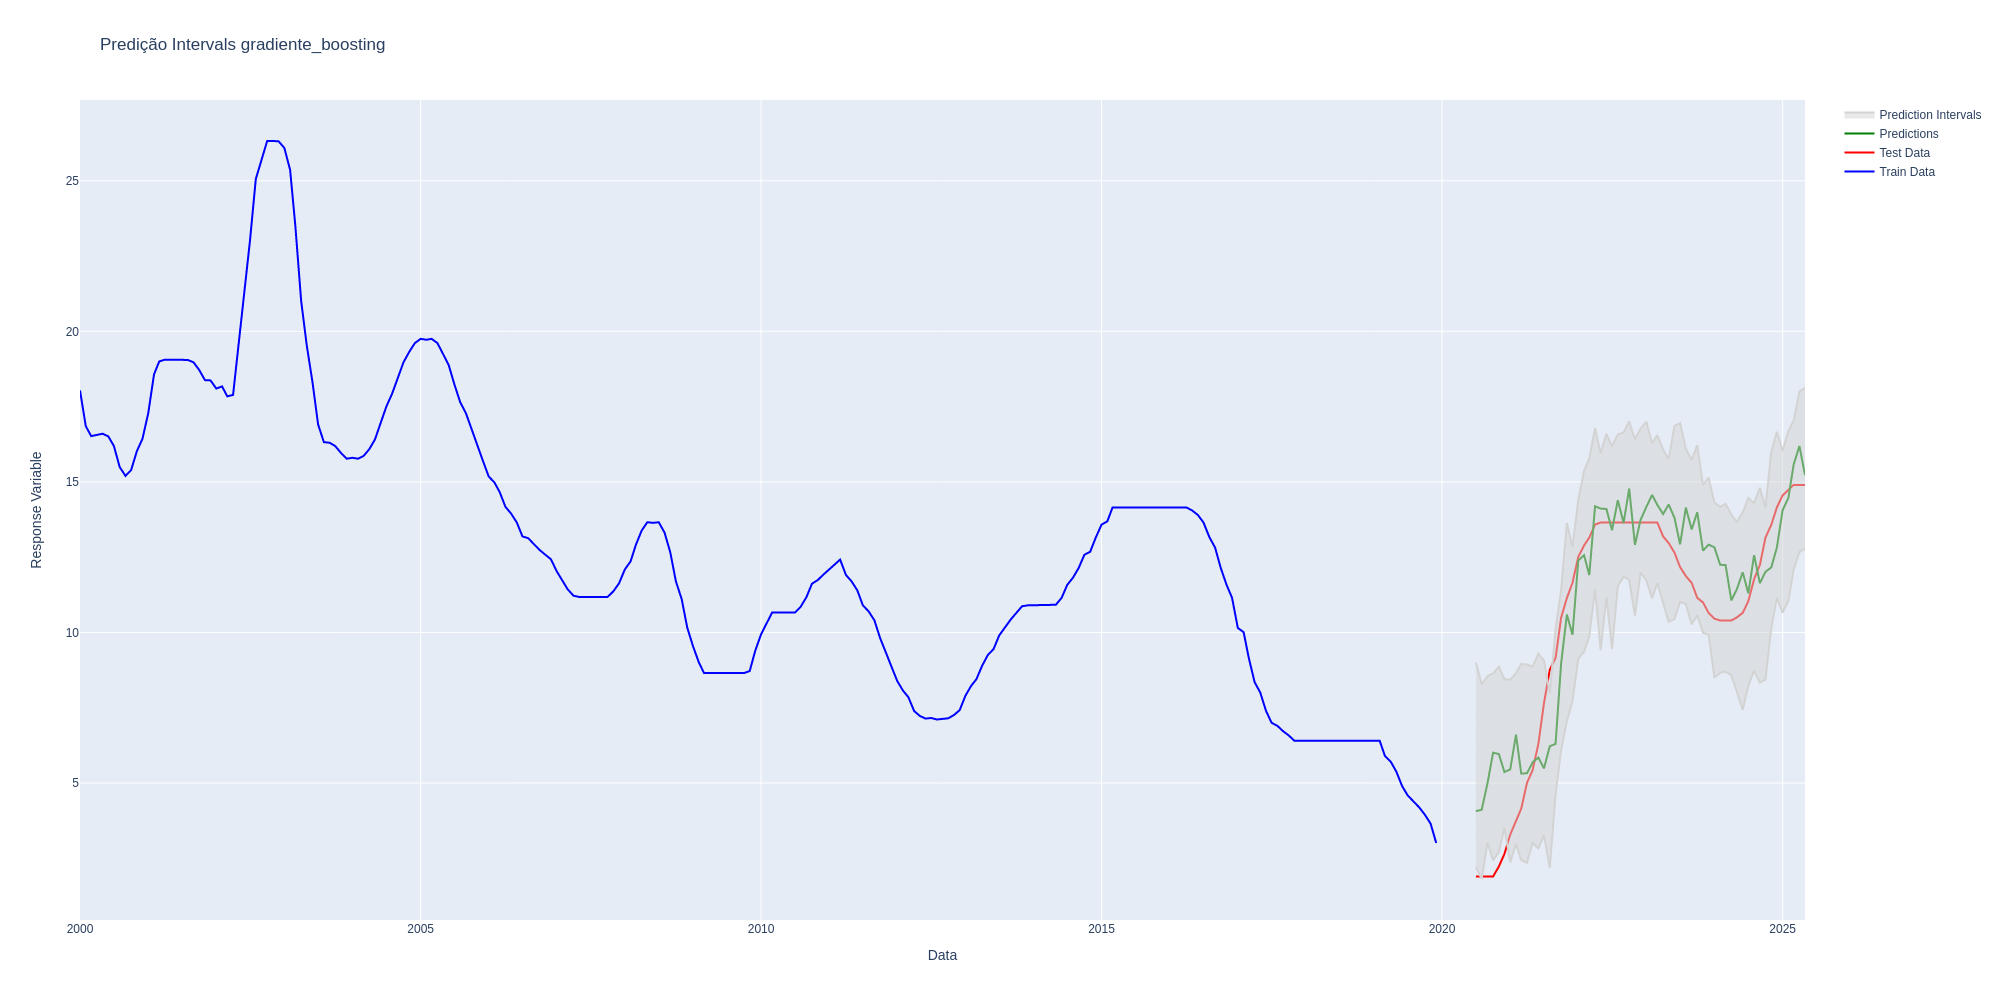 Predição Intervals gradiente_boosting
Prediction Intervals
Predictions
Test Data
Train Data
Response Variable
25
20
15
10
5
2000
2005
2010
2015
2020
2025
Data